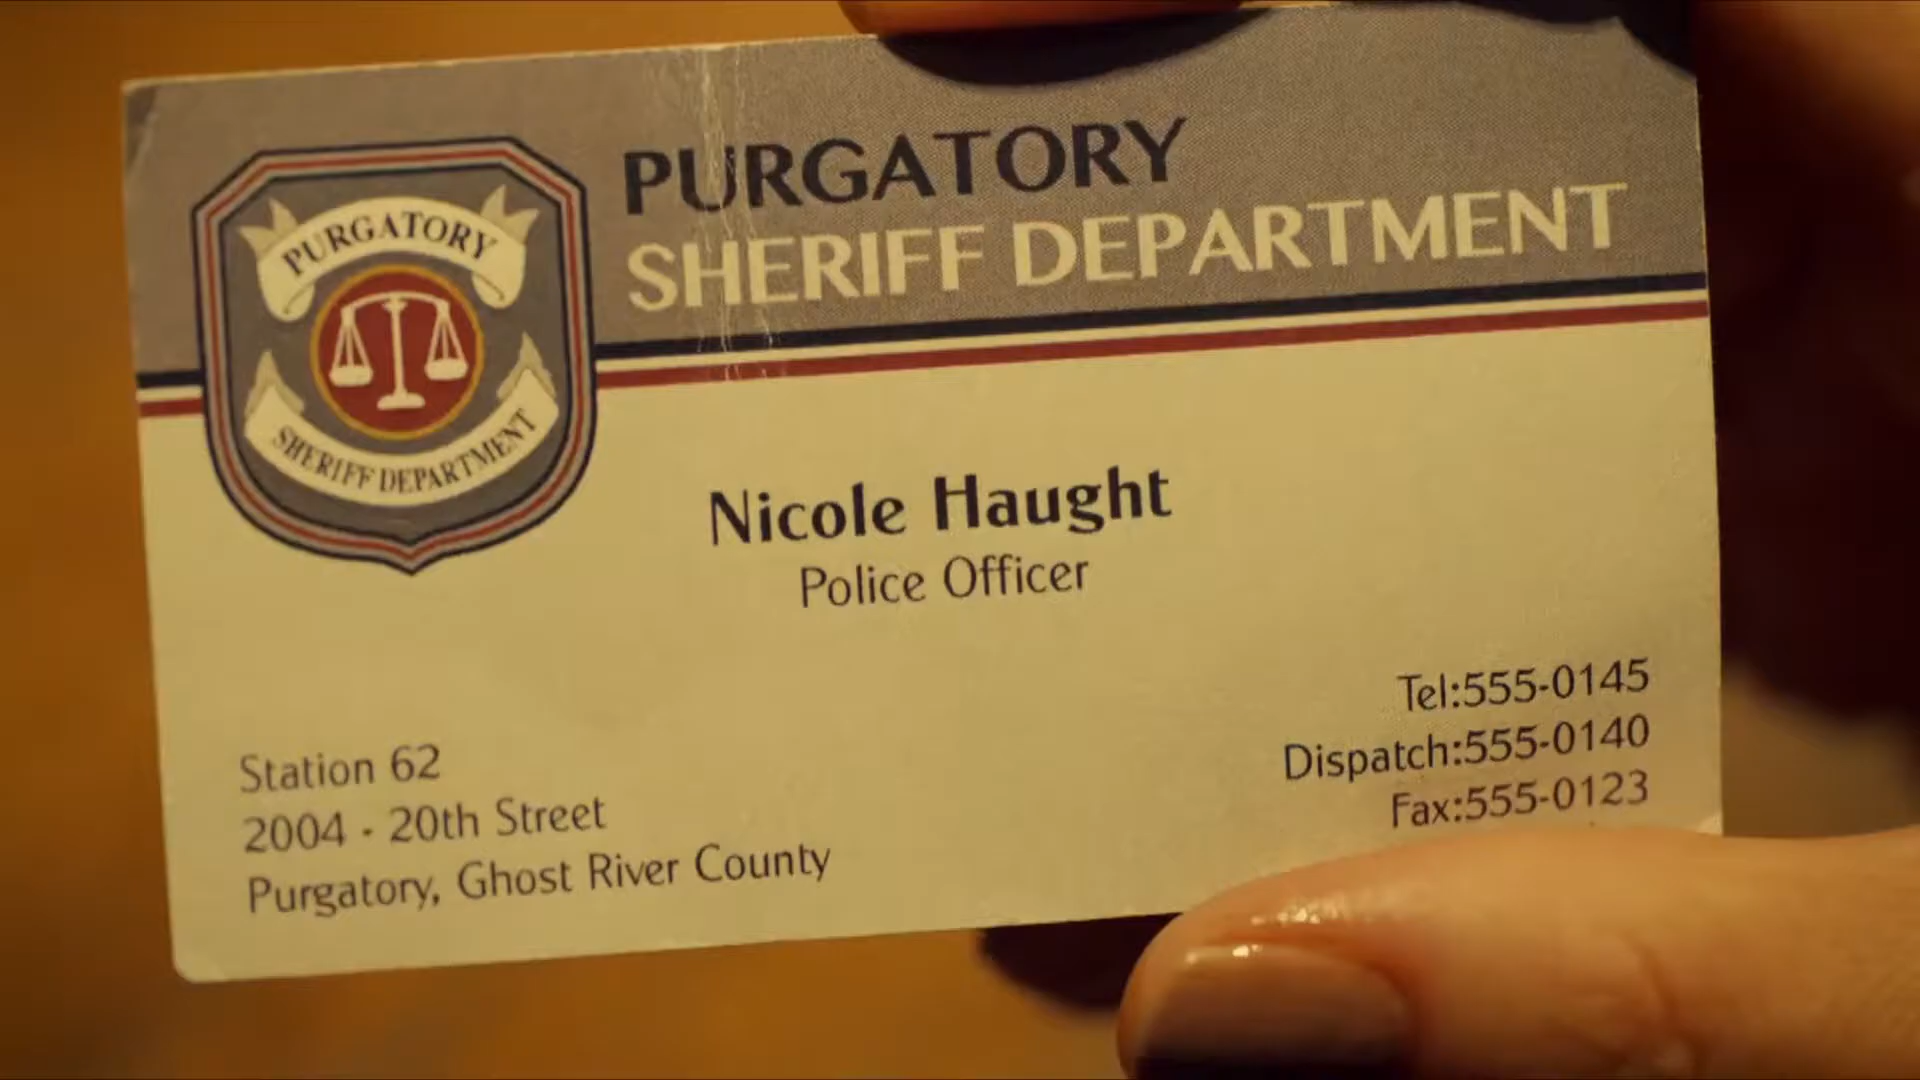 PURGATORY
SHERIFF DEPARTMENT
PURGATORY
SHERIFF DEPARTMENT
Nicole Haught
Police Officer
Station 62
2004 - 20th Street
Purgatory, Ghost River County
Tel:555-0145
Dispatch:555-0140
Fax:555-0123